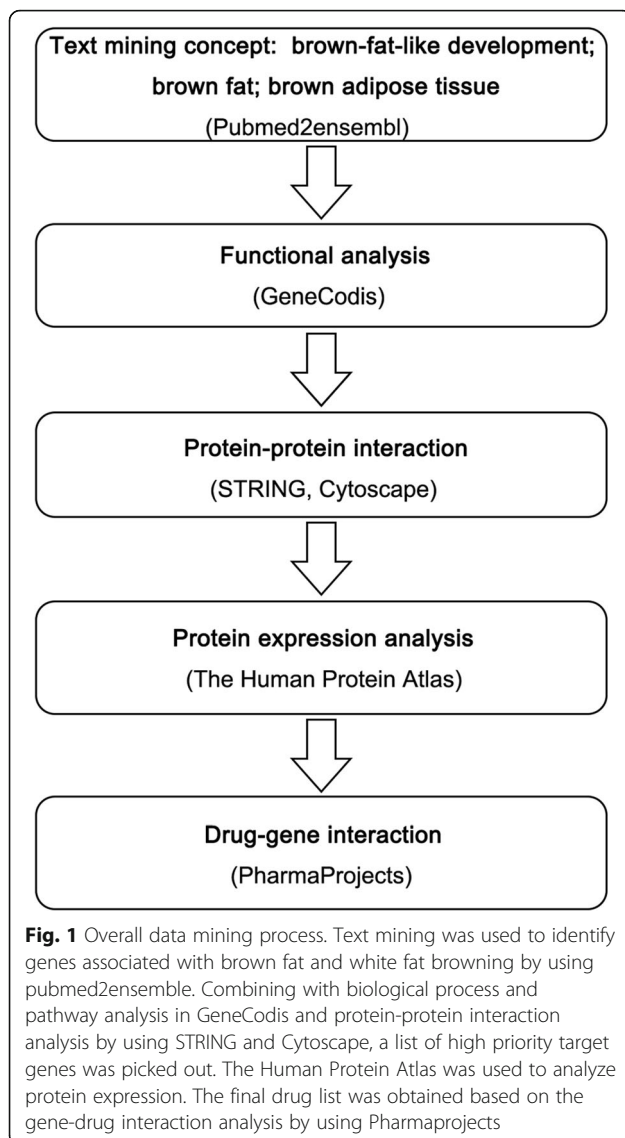 Text mining concept: brown-fat-like development;
brown fat; brown adipose tissue
(Pubmed2ensembl)
Functional analysis
(GeneCodis)
Protein-protein interaction
(STRING, Cytoscape)
Protein expression analysis
(The Human Protein Atlas)
Drug-gene interaction
(PharmaProjects)
Fig. 1 Overall data mining process. Text mining was used to identify
genes associated with brown fat and white fat browning by using
pubmed2ensemble. Combining with biological process and
pathway analysis in GeneCodis and protein-protein interaction
analysis by using STRING and Cytoscape, a list of high priority target
genes was picked out. The Human Protein Atlas was used to analyze
protein expression. The final drug list was obtained based on the
gene-drug interaction analysis by using Pharmaprojects